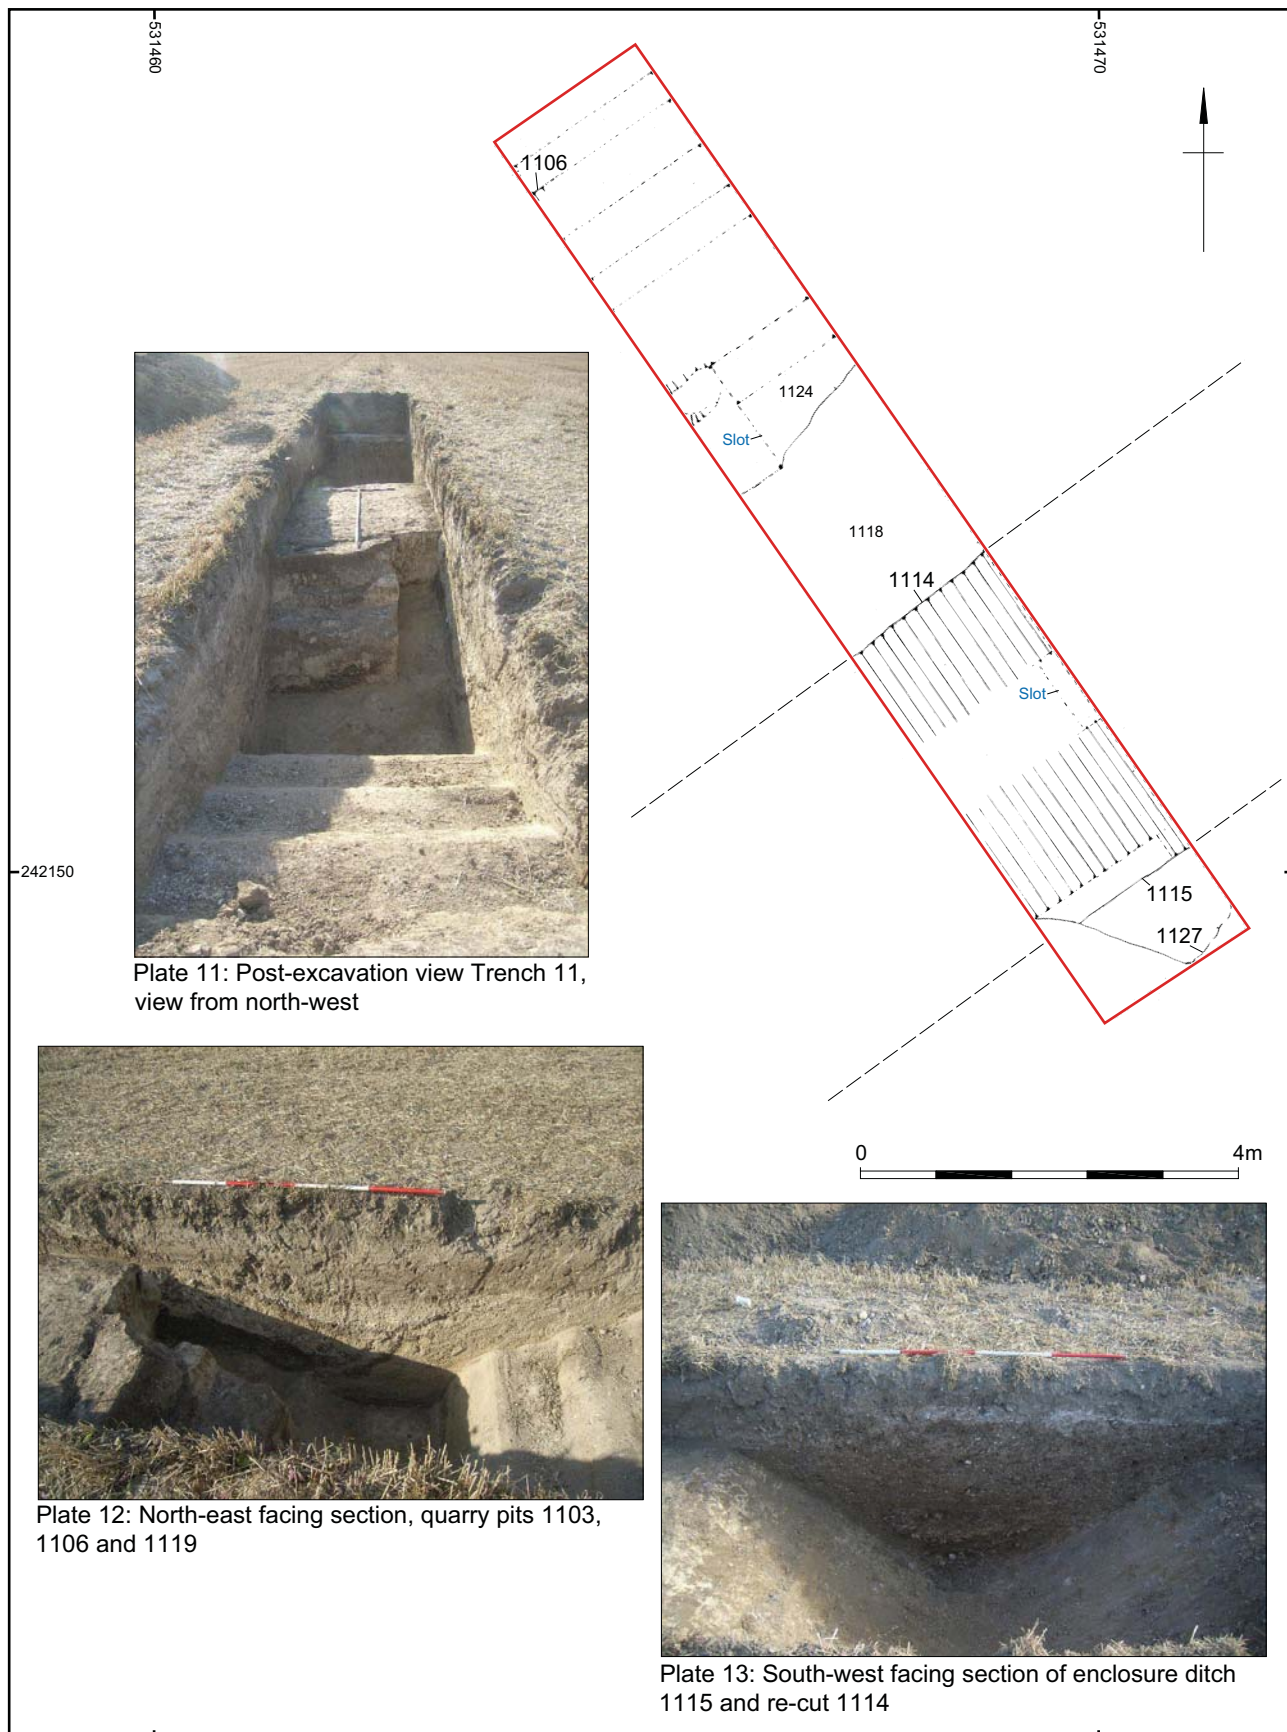 531460
531470
1106
1124
Slot
1118
1114
Slot
242150
1115
1127
Plate 11: Post-excavation view Trench 11,
view from north-west
0 4m
Plate 12: North-east facing section, quarry pits 1103,
1106 and 1119
Plate 13: South-west facing section of enclosure ditch
1115 and re-cut 1114